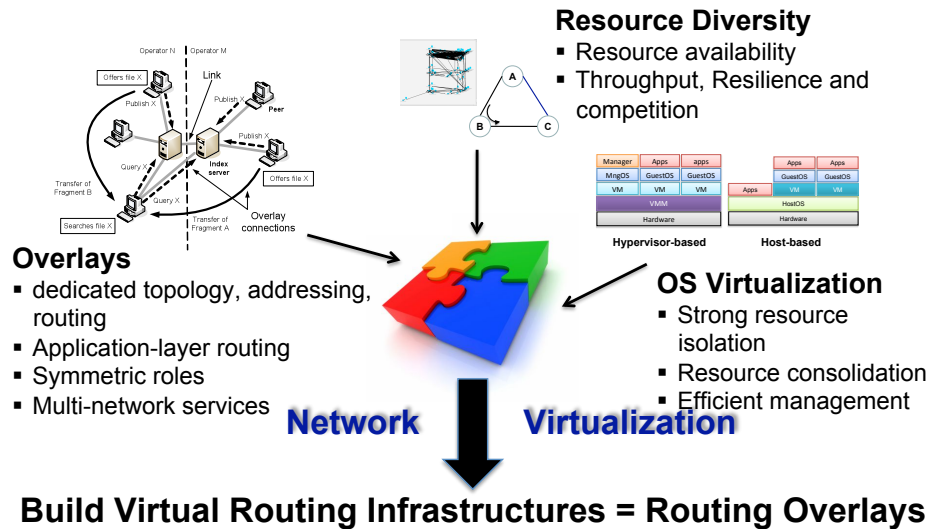 Resource Diversity
▪ Resource availability
▪ Throughput, Resilience and
competition
Operator N
Operator M
Link
Offers file X
Publish X
Publish X
Peer
Publish X
Query X
Index
server
Transfer of
Fragment B
Query X
Offers file X
Searches file X
Transfer of
Fragment A
Overlay
connections
A
B
C
Manager
Apps
apps
MngOS
GuestOS
GuestOS
VM
VM
VM
VMM
Hardware
Hypervisor-based
Apps
Apps
GuestOS
GuestOS
Apps
VM
VM
HostOS
Hardware
Host-based
Overlays
▪ dedicated topology, addressing,
routing
▪ Application-layer routing
▪ Symmetric roles
▪ Multi-network services
OS Virtualization
▪ Strong resource
isolation
▪ Resource consolidation
▪ Efficient management
Network
Virtualization
Build Virtual Routing Infrastructures = Routing Overlays